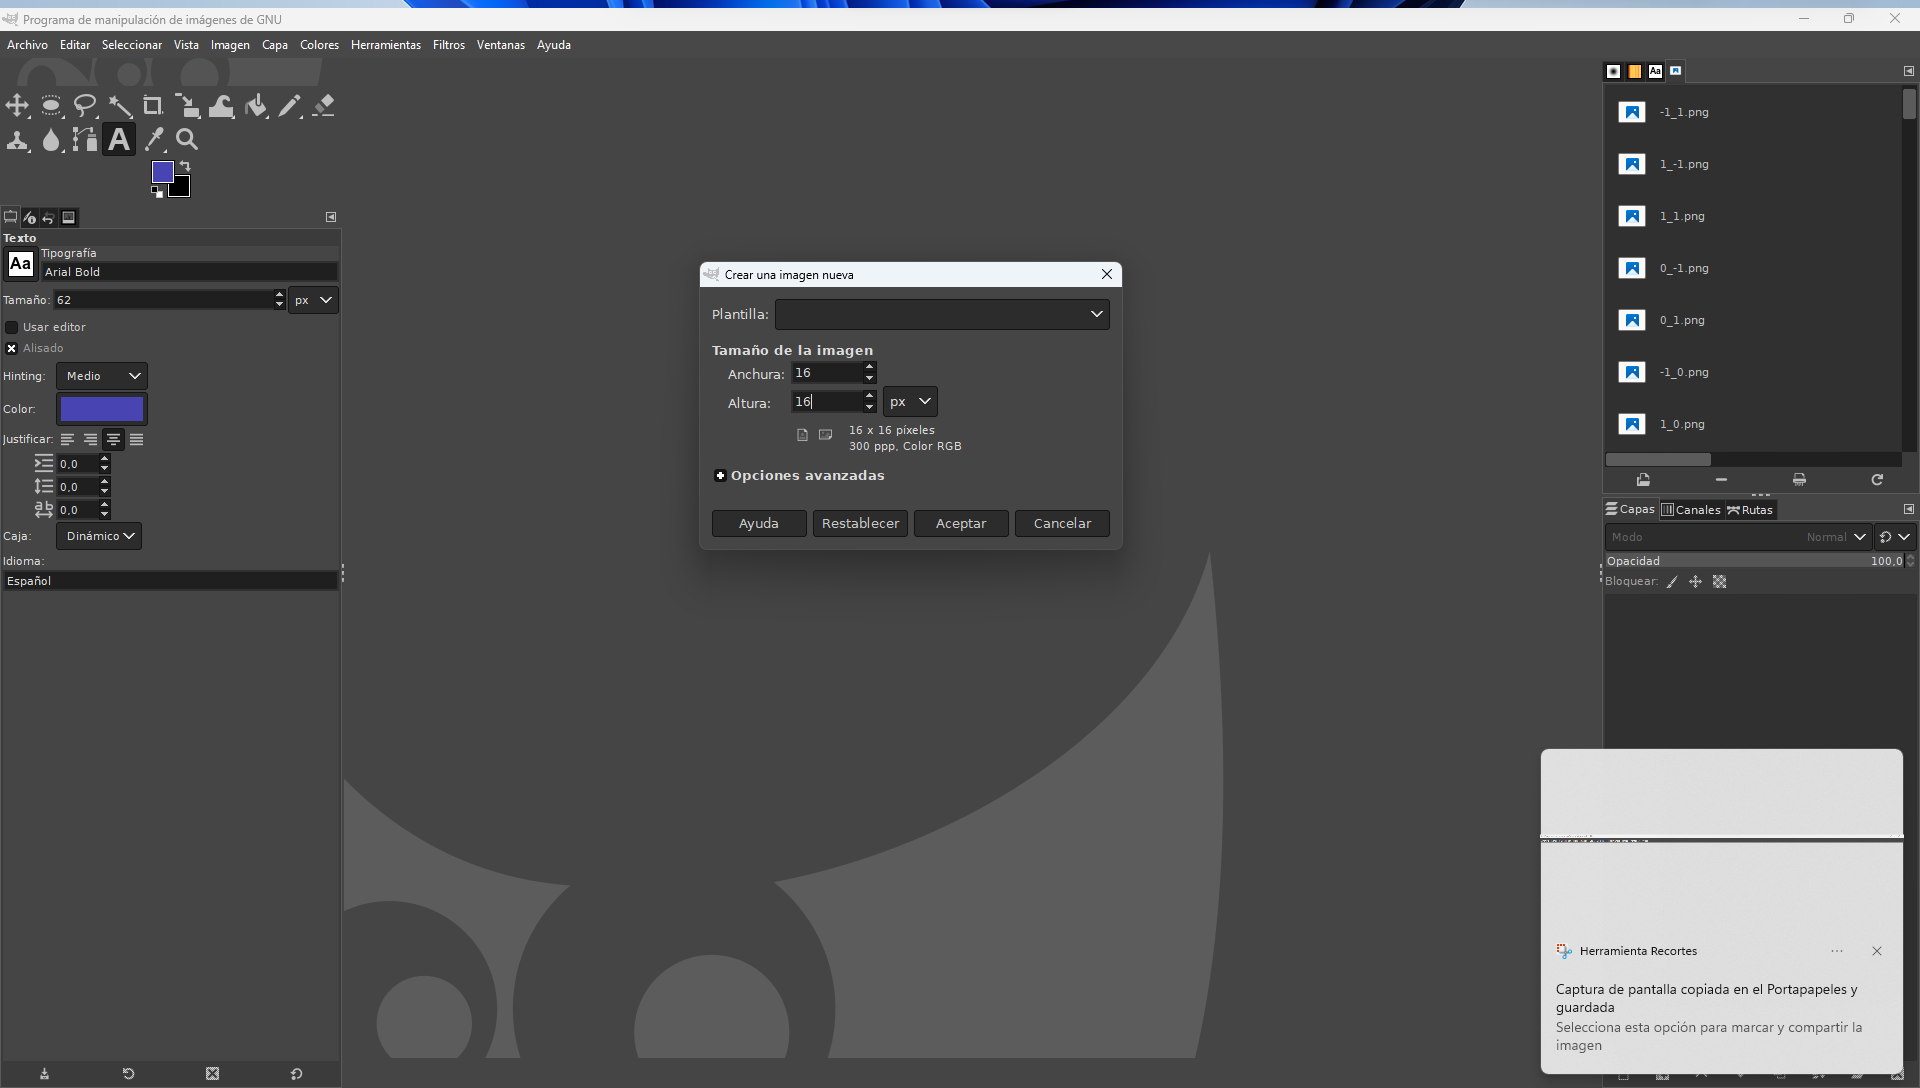 Programa de manipulación de imágenes de GNU
Archivo Editar Seleccionar Vista Imagen Capa Colores Herramientas Filtros Ventanas Ayuda
Texto
Aa
Tipografía
Arial Bold
Tamaño: 62 px
Usar editor
Alisado
Hinting: Medio
Color:
Justificar:
0,0
0,0
0,0
Caja: Dinámico
Idioma:
Español
Crear una imagen nueva
Plantilla:
Tamaño de la imagen
Anchura: 16
Altura: 16 px
16 x 16 píxeles
300 ppp, Color RGB
Opciones avanzadas
Ayuda Restablecer Aceptar Cancelar
Aa
-1_1.png
1_-1.png
1_1.png
0_-1.png
0_1.png
-1_0.png
1_0.png
Capas Canales Rutas
Modo Normal
Opacidad 100,0
Bloquear:
Herramienta Recortes
Captura de pantalla copiada en el Portapapeles y
guardada
Selecciona esta opción para marcar y compartir la
imagen